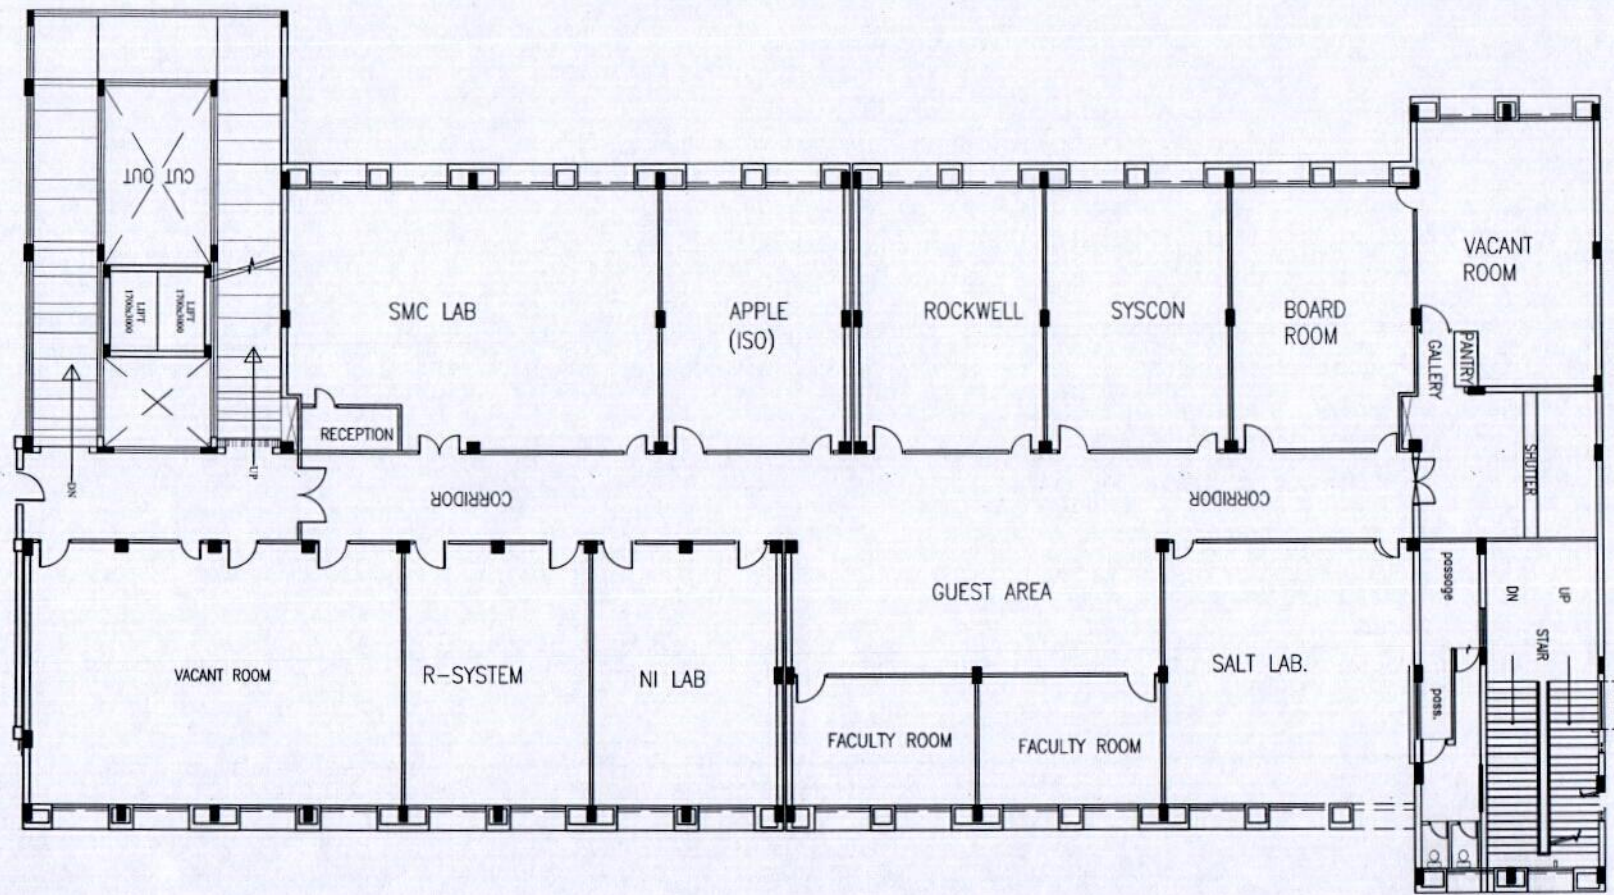 CUT OUT
LIFT
1700x3000
LIFT
1700x3000
DN
UP
SMC LAB
RECEPTION
APPLE
(ISO)
ROCKWELL
SYSCON
BOARD
ROOM
VACANT
ROOM
GALLERY
PANTRY
SHUTTER
CORRIDOR
CORRIDOR
VACANT ROOM
R-SYSTEM
NI LAB
GUEST AREA
FACULTY ROOM
FACULTY ROOM
SALT LAB.
passage
pass.
DN
UP
STAIR